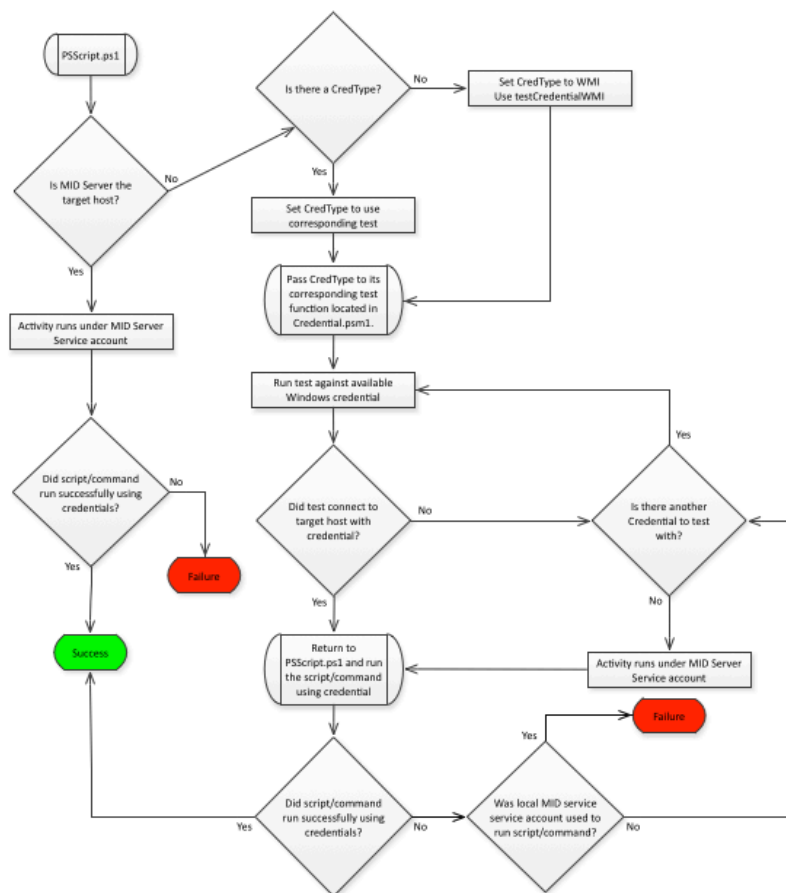 PSScript.ps1
Is there a CredType?
No
Set CredType to WMI
Use testCredentialWMI
Is MID Server the
target host?
No
Yes
Set CredType to use
corresponding test
Yes
Pass CredType to its
corresponding test
function located in
Credential.psm1.
Activity runs under MID Server
Service account
Run test against available
Windows credential
Yes
Did script/command
run successfully using
credentials?
No
Did test connect to
target host with
credential?
No
Is there another
Credential to test
with?
Yes
Failure
Yes
No
Success
Return to
PSScript.ps1 and run
the script/command
using credential
Activity runs under MID Server
Service account
Failure
Yes
Did script/command
run successfully using
credentials?
Yes
No
Was local MID service
service account used to
run script/command?
No